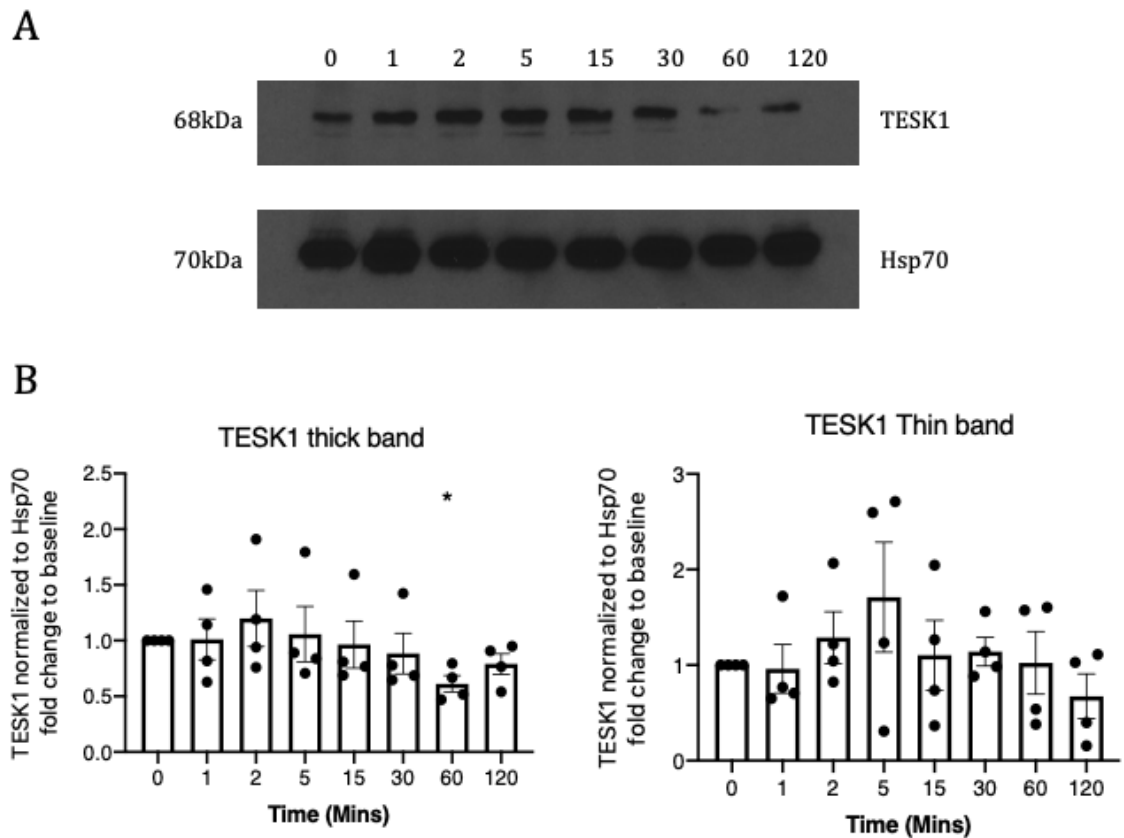 A
0 1 2 5 15 30 60 120
68kDa TESK1
70kDa Hsp70
B
TESK1 thick band
TESK1 normalized to Hsp70
fold change to baseline
2.5
2.0
1.5
1.0
0.5
0.0
*
0 1 2 5 15 30 60 120
Time (Mins)
TESK1 Thin band
TESK1 normalized to Hsp70
fold change to baseline
3
2
1
0
0 1 2 5 15 30 60 120
Time (Mins)